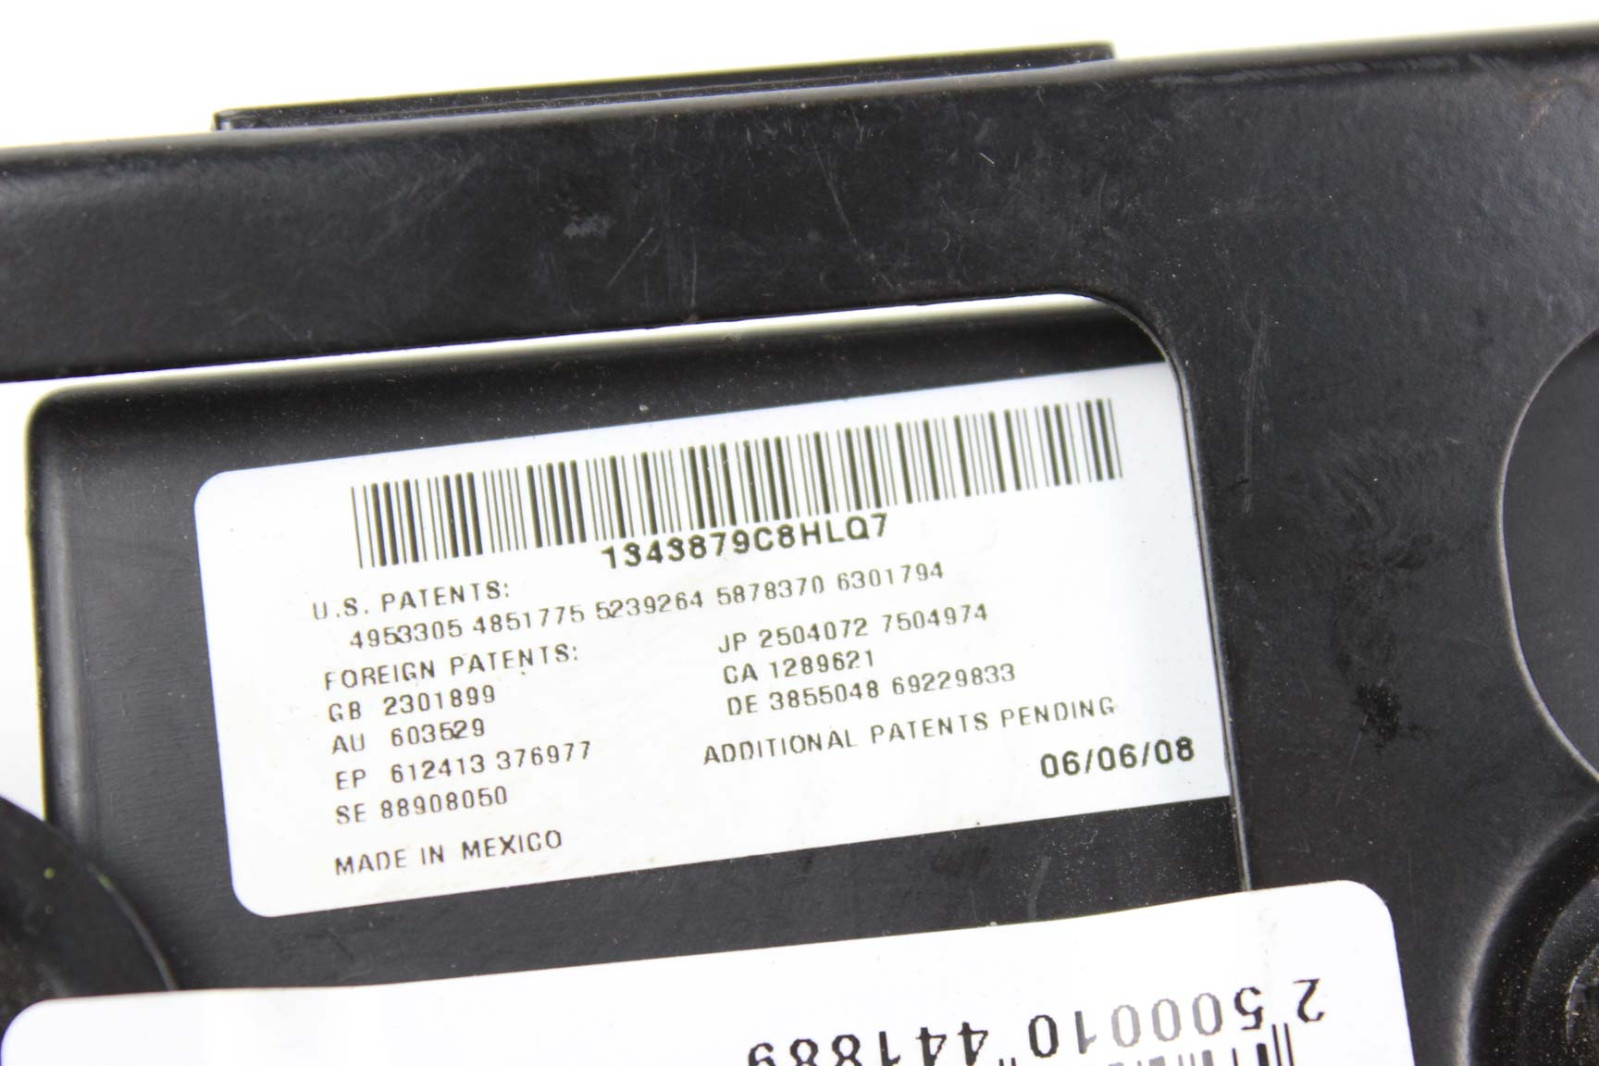 1343879C8HLQ7
U.S. PATENTS:
4953305 4851775 5239264 5878370 6301794
FOREIGN PATENTS:
GB 2301899
AU 603529
EP 612413 376977
SE 88908050
JP 2504072 7504974
CA 1289621
DE 3855048 69229833
ADDITIONAL PATENTS PENDING
06/06/08
MADE IN MEXICO
2 500010 441889